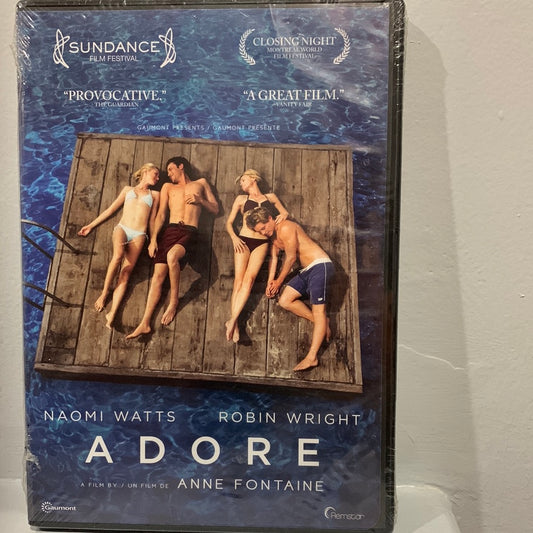 SUNDANCE
FILM FESTIVAL
CLOSING NIGHT
MONTREAL WORLD
FILM FESTIVAL
"PROVOCATIVE."
THE GUARDIAN
"A GREAT FILM."
VANITY FAIR
GAUMONT PRESENTS / GAUMONT PRÉSENTE
NAOMI WATTS ROBIN WRIGHT
ADORE
A FILM BY / UN FILM DE ANNE FONTAINE
Gaumont
Remstar